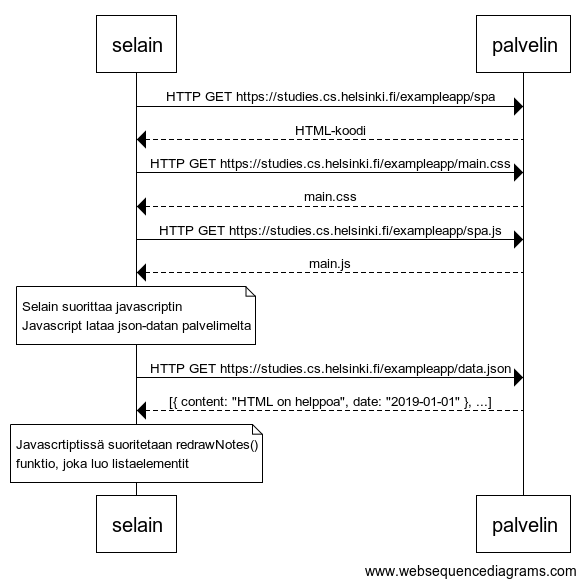 selain
palvelin
HTTP GET https://studies.cs.helsinki.fi/exampleapp/spa
HTML-koodi
HTTP GET https://studies.cs.helsinki.fi/exampleapp/main.css
main.css
HTTP GET https://studies.cs.helsinki.fi/exampleapp/spa.js
main.js
Selain suorittaa javascriptin
Javascript lataa json-datan palvelimelta
HTTP GET https://studies.cs.helsinki.fi/exampleapp/data.json
[{ content: "HTML on helppoa", date: "2019-01-01" }, ...]
Javascrtiptissä suoritetaan redrawNotes()
funktio, joka luo listaelementit
selain
palvelin
www.websequencediagrams.com